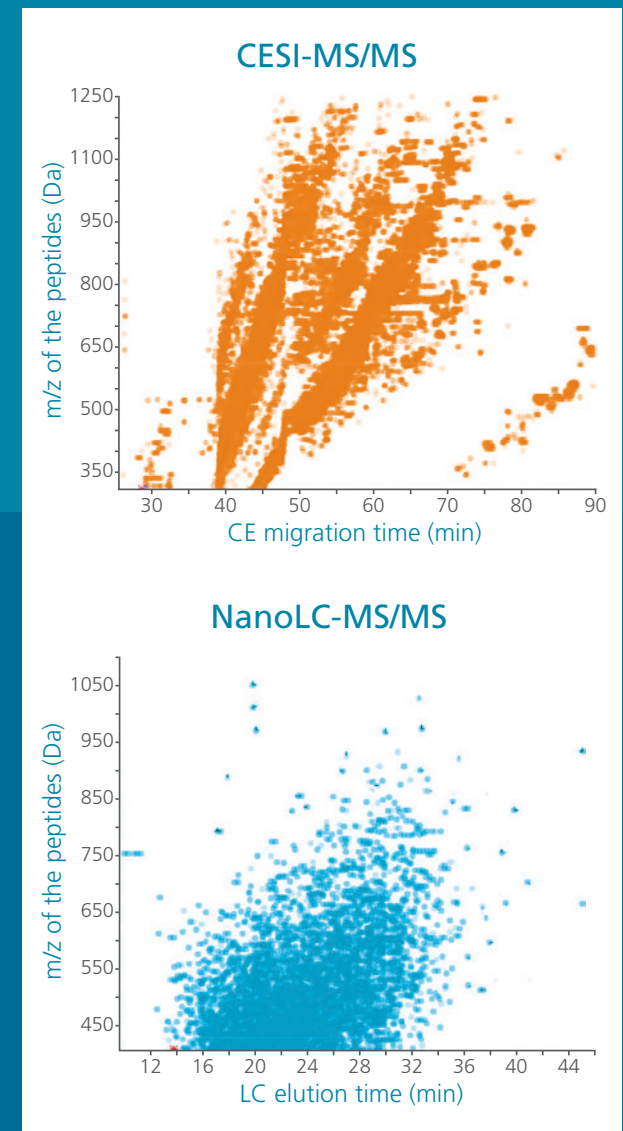 CESI-MS/MS
m/z of the peptides (Da)
1250
1100
950
800
650
500
350
30 40 50 60 70 80 90
CE migration time (min)
NanoLC-MS/MS
m/z of the peptides (Da)
1050
950
850
750
650
550
450
12 16 20 24 28 32 36 40 44
LC elution time (min)